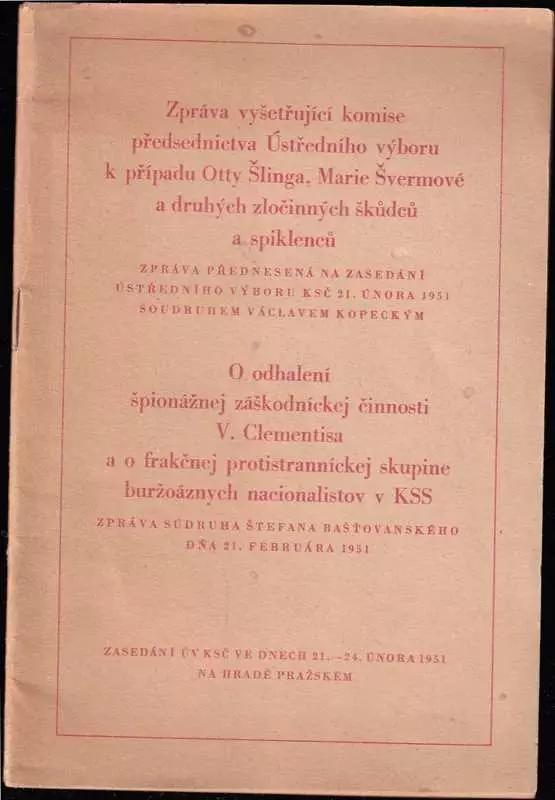 Zpráva vyšetřující komise
předsednictva Ústředního výboru
k případu Otty Šlinga, Marie Švermové
a druhých zločinných škůdců
a spiklenců
ZPRÁVA PŘEDNESENÁ NA ZASEDÁNÍ
ÚSTŘEDNÍHO VÝBORU KSČ 21. ÚNORA 1951
SOUDRUHEM VÁCLAVEM KOPECKÝM
O odhalení
špionážnej záškodníckej činnosti
V. Clementisa
a o frakčnej protistranníckej skupine
buržoáznych nacionalistov v KSS
ZPRÁVA SÚDRUHA ŠTEFANA BAŠŤOVANSKÉHO
DŇA 21. FEBRUÁRA 1951
ZASEDÁNÍ ÚV KSČ VE DNECH 21.—24. ÚNORA 1951
NA HRADĚ PRAŽSKÉM